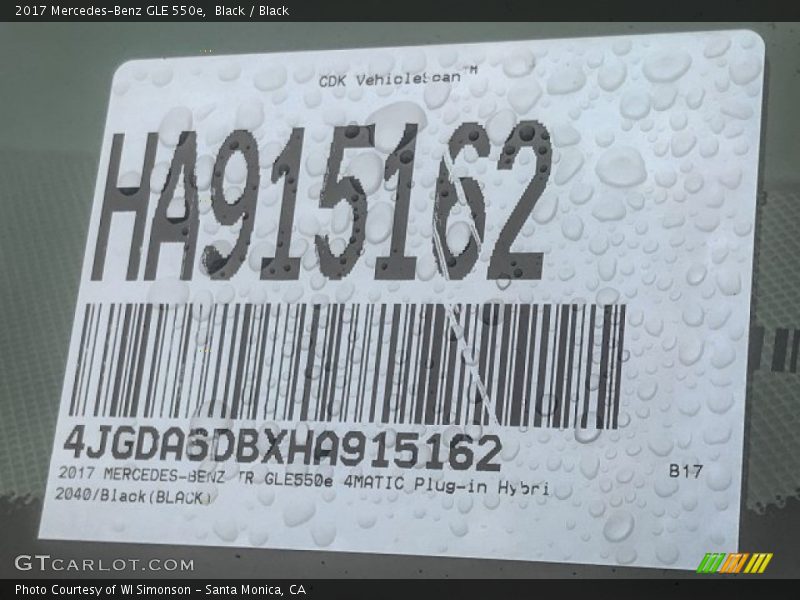 2017 Mercedes-Benz GLE 550e,  Black / Black
CDK VehicleScan™
HA915162
4JGDA6DBXHA915162
2017 MERCEDES-BENZ TR GLE550e 4MATIC Plug-in Hybri
B17
2040/Black(BLACK)
GTCARLOT.COM
Photo Courtesy of WI Simonson - Santa Monica, CA